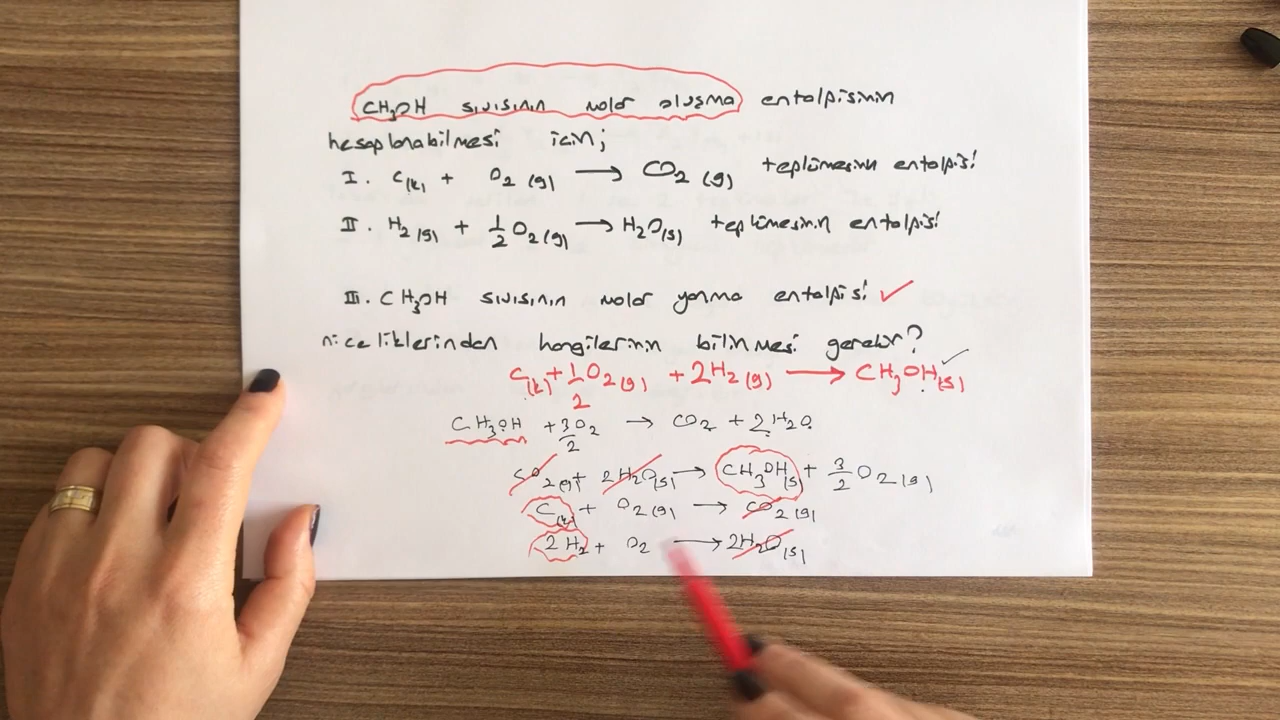 CH₃OH sıvısının molar oluşma entalpisinin
hesaplanabilmesi için;
I. C(k) + O₂(g) → CO₂(g) tepkimesinin entalpisi
II. H₂(g) + 1/2 O₂(g) → H₂O(s) tepkimesinin entalpisi
III. CH₃OH sıvısının molar yanma entalpisi ✓
niceliklerinden hangilerinin bilinmesi gerekir?
C(k) + 1/2 O₂(g) + 2H₂(g) → CH₃OH(s) ✓
CH₃OH + 3/2 O₂ → CO₂ + 2H₂O
CO₂(g) + 2H₂O(s) → CH₃OH(s) + 3/2 O₂(g)
C(k) + O₂(g) → CO₂(g)
2H₂ + O₂ → 2H₂O(s)